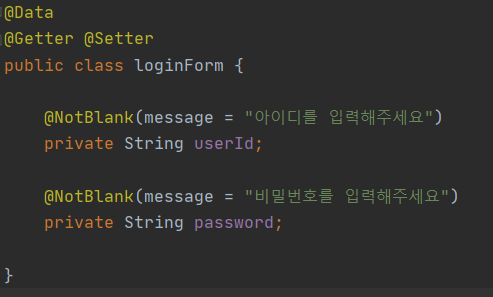 @Data
@Getter @Setter
public class loginForm {
@NotBlank(message = "아이디를 입력해주세요")
private String userId;
@NotBlank(message = "비밀번호를 입력해주세요")
private String password;
}